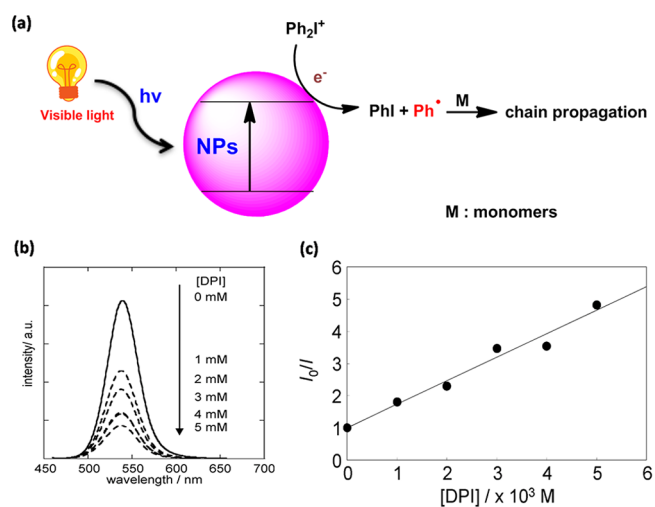 (a)
Ph₂I⁺
e⁻
hν
Visible light
NPs
PhI + Ph• M chain propagation
M : monomers
(b)
[DPI]
0 mM
1 mM
2 mM
3 mM
4 mM
5 mM
intensity/ a.u.
450 500 550 600 650 700
wavelength / nm
(c)
6
5
4
3
2
1
0
I₀/I
0 1 2 3 4 5 6
[DPI] / x 10³ M